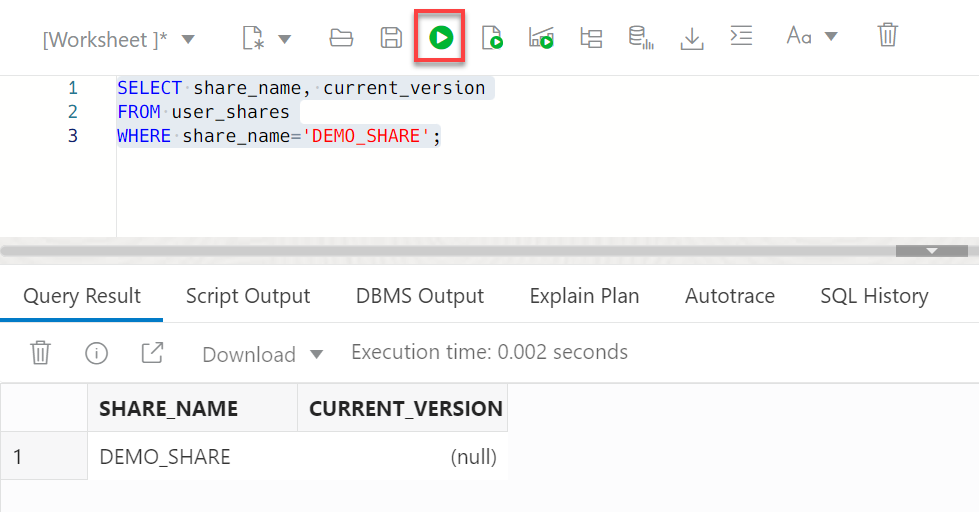 [Worksheet ]* Aa
1 SELECT share_name, current_version
2 FROM user_shares
3 WHERE share_name='DEMO_SHARE';
Query Result Script Output DBMS Output Explain Plan Autotrace SQL History
Download Execution time: 0.002 seconds
SHARE_NAME CURRENT_VERSION
1 DEMO_SHARE (null)